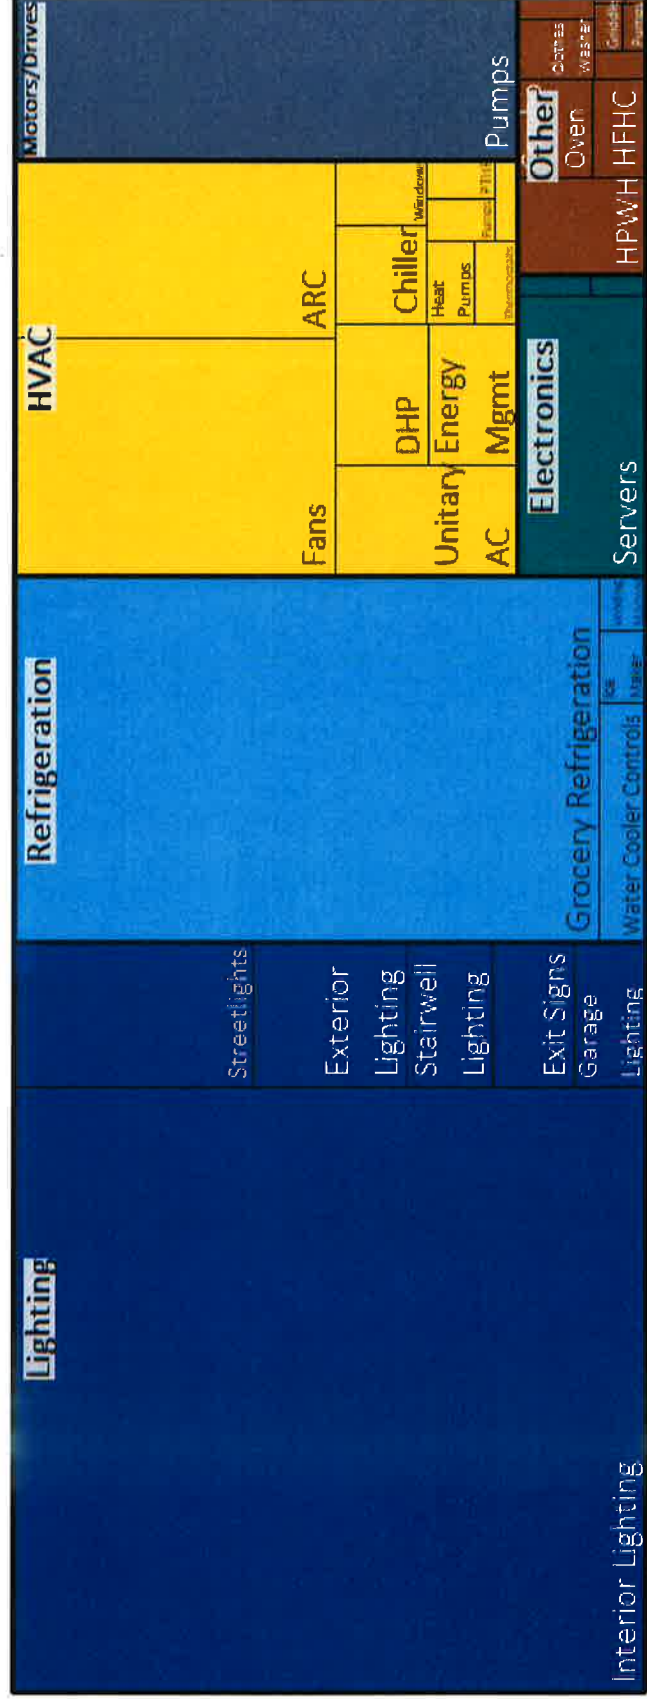 Lighting
Interior Lighting
Streetlights
Exterior
Lighting
Stairwell
Lighting
Exit Signs
Garage
Lighting
Refrigeration
Grocery Refrigeration
Water Cooler Controls
Ice
Maker
HVAC
Fans
ARC
Unitary
AC
DHP
Energy
Mgmt
Chiller
Windows
Heat
Pumps
Thermostats
Motors/Drives
Pumps
Electronics
Servers
Other
Oven
Clothes
Washer
HPWH
HFHC